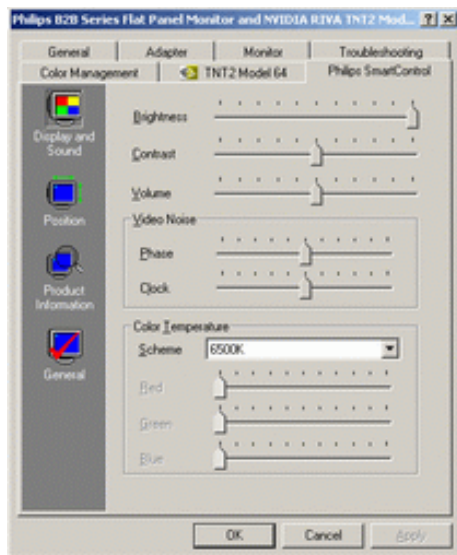 Philips B2B Series Flat Panel Monitor and NVIDIA RIVA TNT2 Mod...
General Adapter Monitor Troubleshooting
Color Management TNT2 Model 64 Philips SmartControl
Display and
Sound
Position
Product
Information
General
Brightness
Contrast
Volume
Video Noise
Phase
Clock
Color Temperature
Scheme 6500K
Red
Green
Blue
OK Cancel Apply